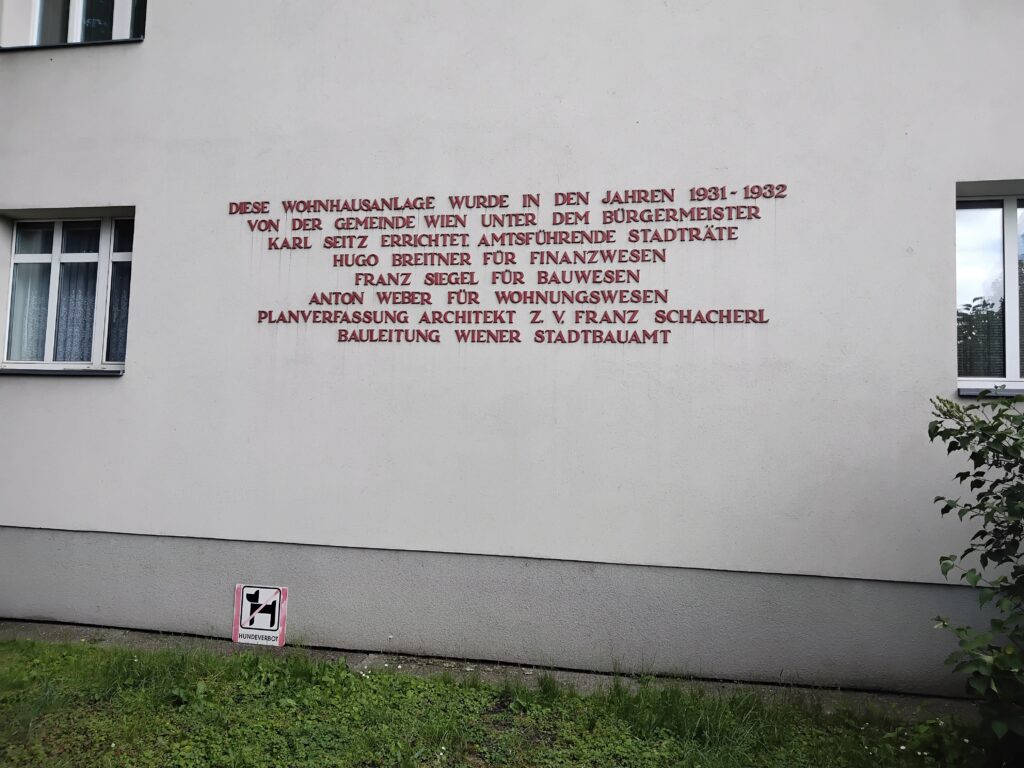 DIESE WOHNHAUSANLAGE WURDE IN DEN JAHREN 1931-1932
VON DER GEMEINDE WIEN UNTER DEM BÜRGERMEISTER
KARL SEITZ ERRICHTET. AMTSFÜHRENDE STADTRÄTE
HUGO BREITNER FÜR FINANZWESEN
FRANZ SIEGEL FÜR BAUWESEN
ANTON WEBER FÜR WOHNUNGSWESEN
PLANVERFASSUNG ARCHITEKT Z. V. FRANZ SCHACHERL
BAULEITUNG WIENER STADTBAUAMT
HUNDEVERBOT